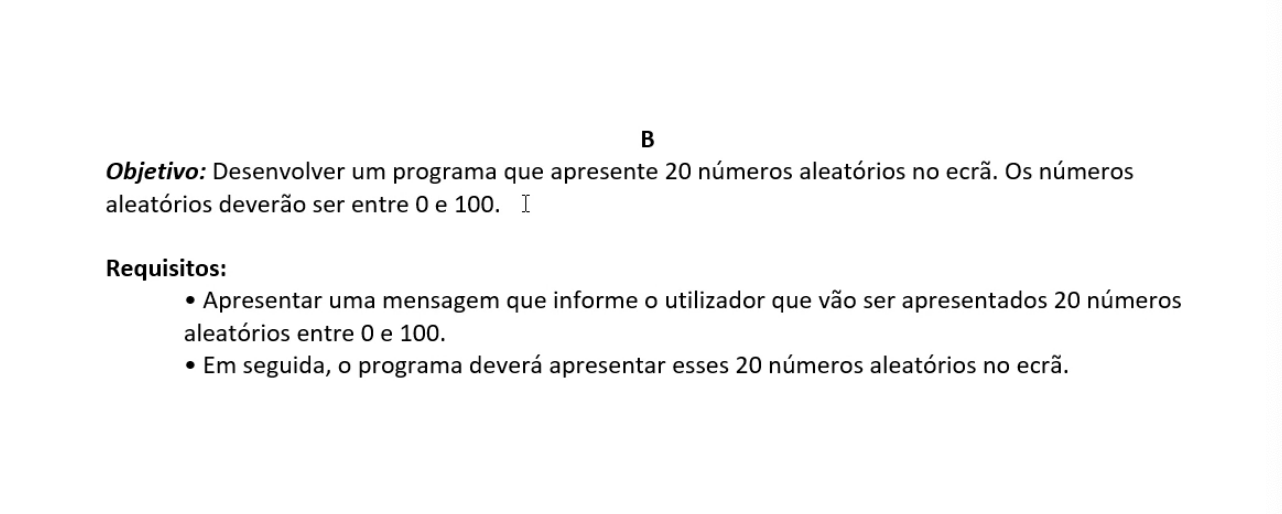 B
Objetivo: Desenvolver um programa que apresente 20 números aleatórios no ecrã. Os números
aleatórios deverão ser entre 0 e 100.
Requisitos:
• Apresentar uma mensagem que informe o utilizador que vão ser apresentados 20 números
aleatórios entre 0 e 100.
• Em seguida, o programa deverá apresentar esses 20 números aleatórios no ecrã.